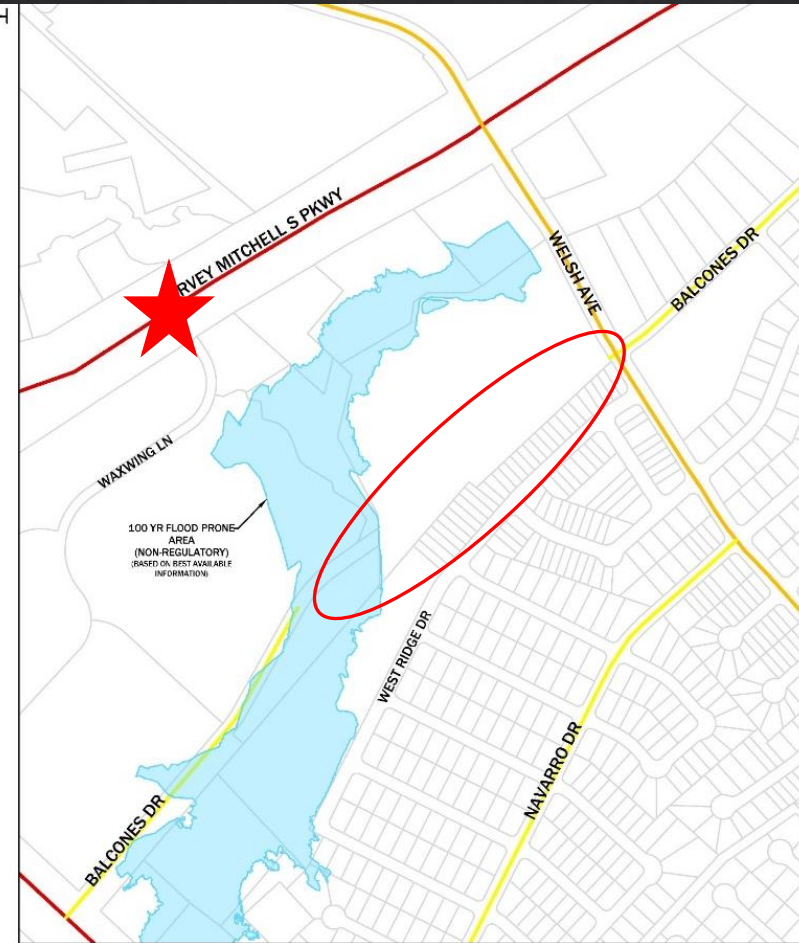 RVEY MITCHELL S PKWY
WELSH AVE
BALCONES DR
WAXWING LN
100 YR FLOOD PRONE
AREA
(NON-REGULATORY)
(BASED ON BEST AVAILABLE
INFORMATION)
WEST RIDGE DR
NAVARRO DR
BALCONES DR